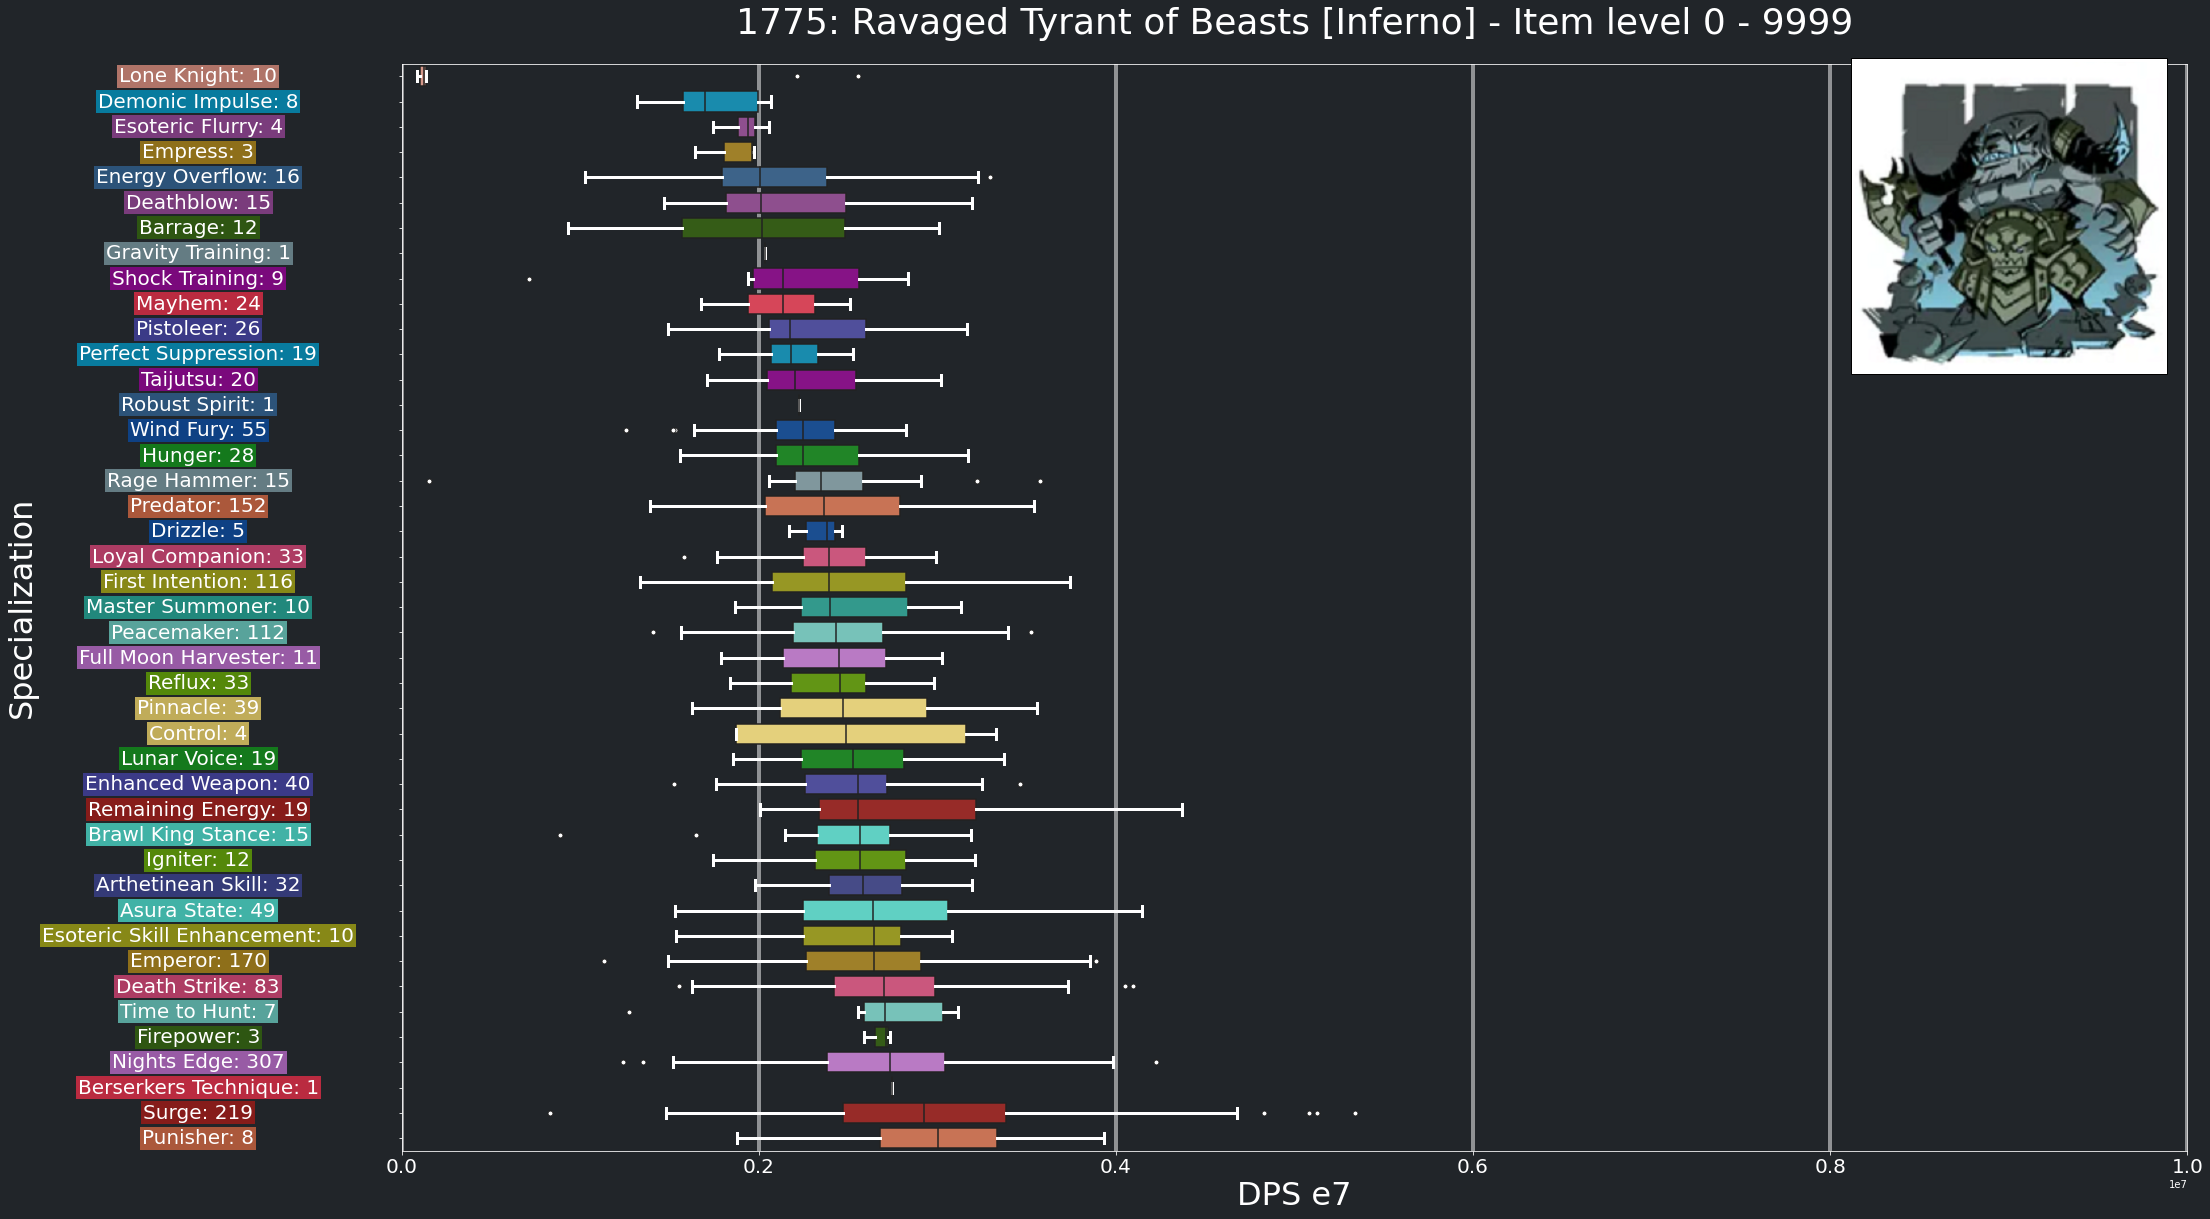 1775: Ravaged Tyrant of Beasts [Inferno] - Item level 0 - 9999
Lone Knight: 10
Demonic Impulse: 8
Esoteric Flurry: 4
Empress: 3
Energy Overflow: 16
Deathblow: 15
Barrage: 12
Gravity Training: 1
Shock Training: 9
Mayhem: 24
Pistoleer: 26
Perfect Suppression: 19
Taijutsu: 20
Robust Spirit: 1
Wind Fury: 55
Hunger: 28
Rage Hammer: 15
Predator: 152
Drizzle: 5
Loyal Companion: 33
First Intention: 116
Master Summoner: 10
Peacemaker: 112
Full Moon Harvester: 11
Reflux: 33
Pinnacle: 39
Control: 4
Lunar Voice: 19
Enhanced Weapon: 40
Remaining Energy: 19
Brawl King Stance: 15
Igniter: 12
Arthetinean Skill: 32
Asura State: 49
Esoteric Skill Enhancement: 10
Emperor: 170
Death Strike: 83
Time to Hunt: 7
Firepower: 3
Nights Edge: 307
Berserkers Technique: 1
Surge: 219
Punisher: 8
Specialization
0.0 0.2 0.4 0.6 0.8 1.0
1e7
DPS e7